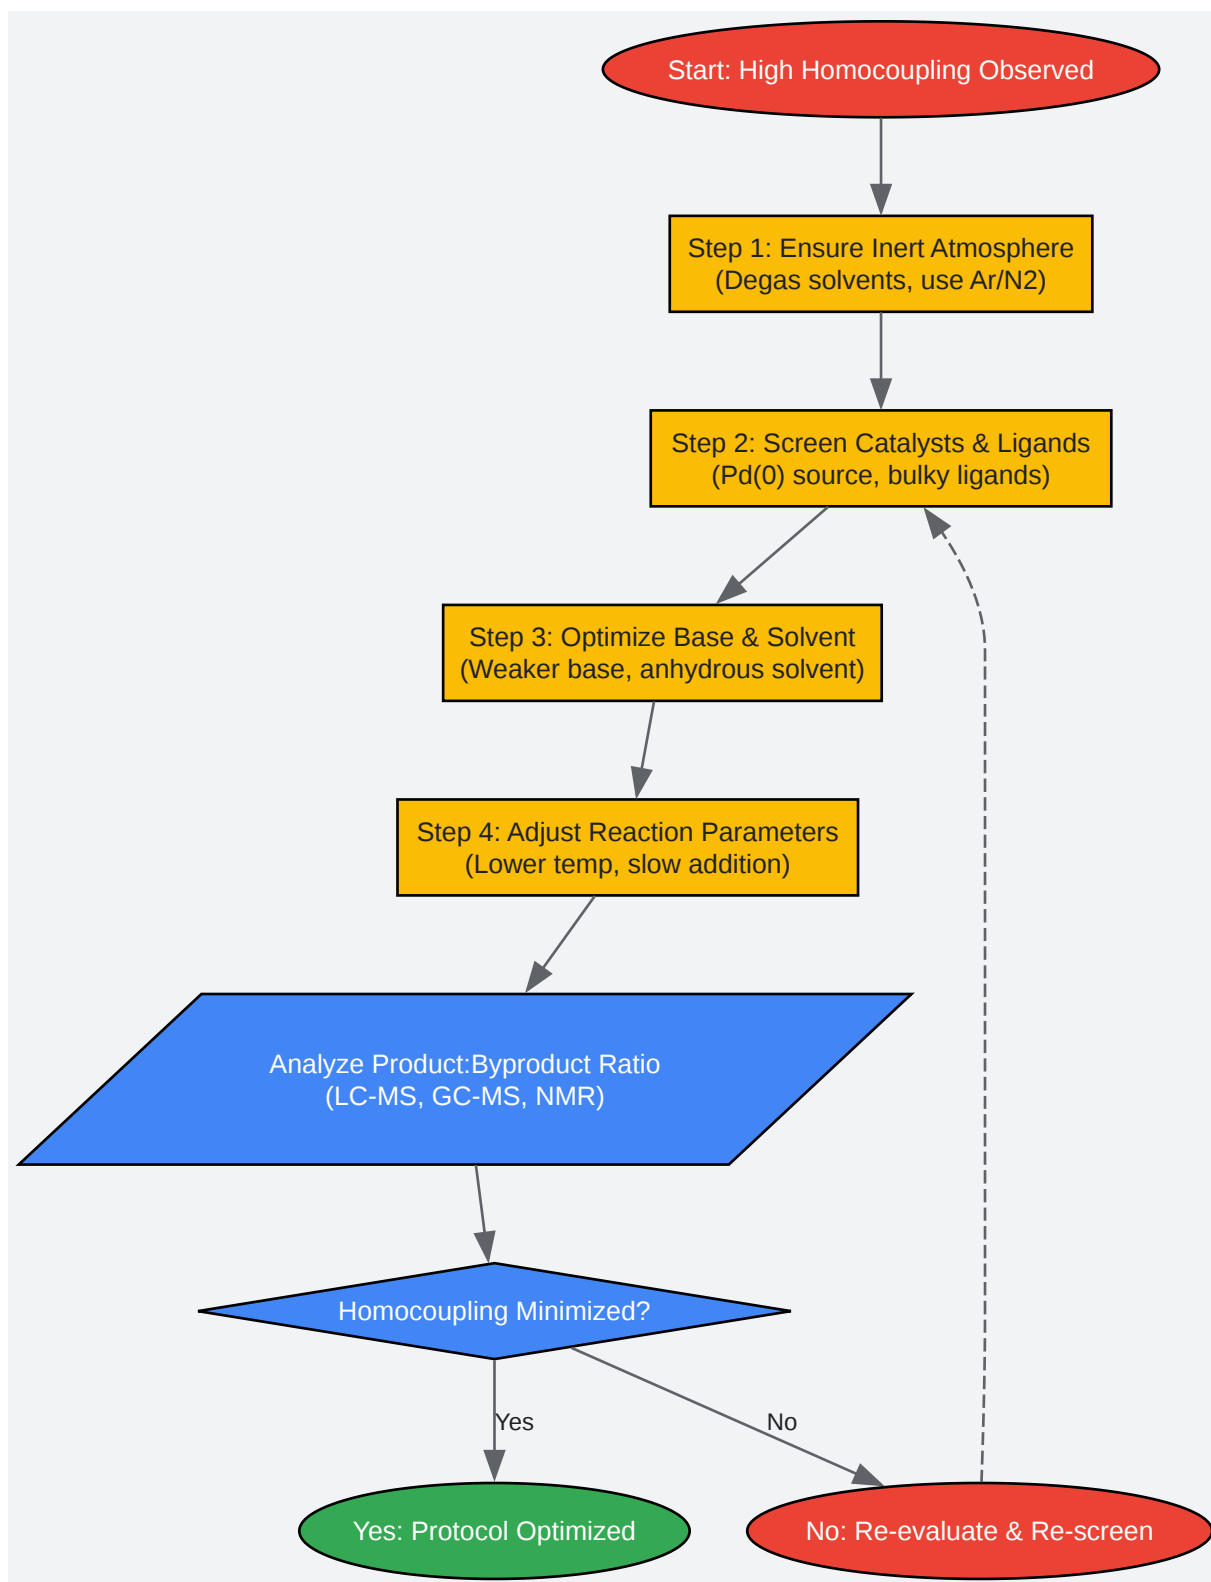 Start: High Homocoupling Observed
Step 1: Ensure Inert Atmosphere
(Degas solvents, use Ar/N2)
Step 2: Screen Catalysts & Ligands
(Pd(0) source, bulky ligands)
Step 3: Optimize Base & Solvent
(Weaker base, anhydrous solvent)
Step 4: Adjust Reaction Parameters
(Lower temp, slow addition)
Analyze Product:Byproduct Ratio
(LC-MS, GC-MS, NMR)
Homocoupling Minimized?
Yes
No
Yes: Protocol Optimized
No: Re-evaluate & Re-screen